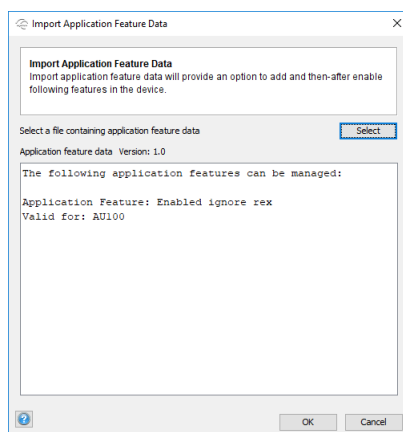 Import Application Feature Data
Import Application Feature Data
Import application feature data will provide an option to add and then-after enable
following features in the device.
Select a file containing application feature data
Select
Application feature data Version: 1.0
The following application features can be managed:
Application Feature: Enabled ignore rex
Valid for: AU100
?
OK
Cancel